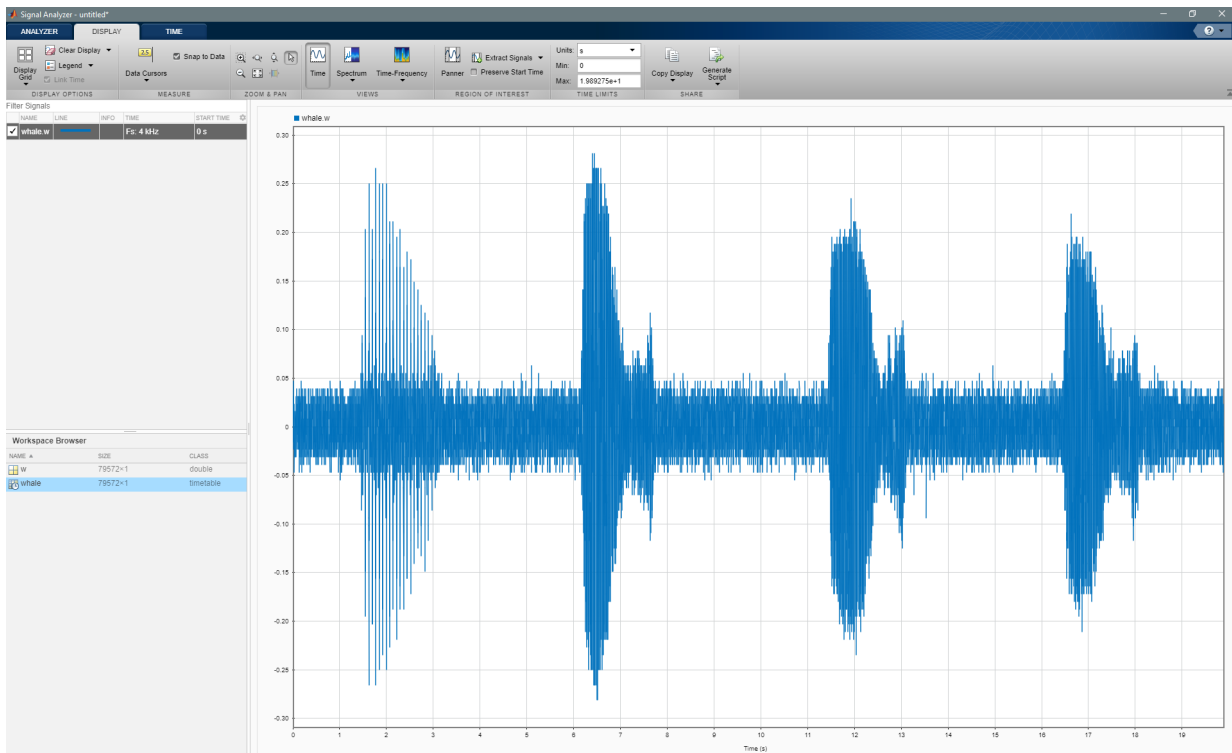 Signal Analyzer - untitled*
ANALYZER DISPLAY TIME
Display Grid
Clear Display
Legend
Link Time
DISPLAY OPTIONS
Data Cursors
Snap to Data
MEASURE
ZOOM & PAN
Time
Spectrum
Time-Frequency
VIEWS
Panner
Extract Signals
Preserve Start Time
REGION OF INTEREST
Units: s
Min: 0
Max: 1.989275e+1
TIME LIMITS
Copy Display
Generate Script
SHARE
Filter Signals
NAME LINE INFO TIME START TIME
whale.w Fs: 4 kHz 0 s
Workspace Browser
NAME SIZE CLASS
w 79572×1 double
whale 79572×1 timetable
whale.w
0.30
0.25
0.20
0.15
0.10
0.05
0
-0.05
-0.10
-0.15
-0.20
-0.25
-0.30
0 1 2 3 4 5 6 7 8 9 10 11 12 13 14 15 16 17 18 19
Time (s)